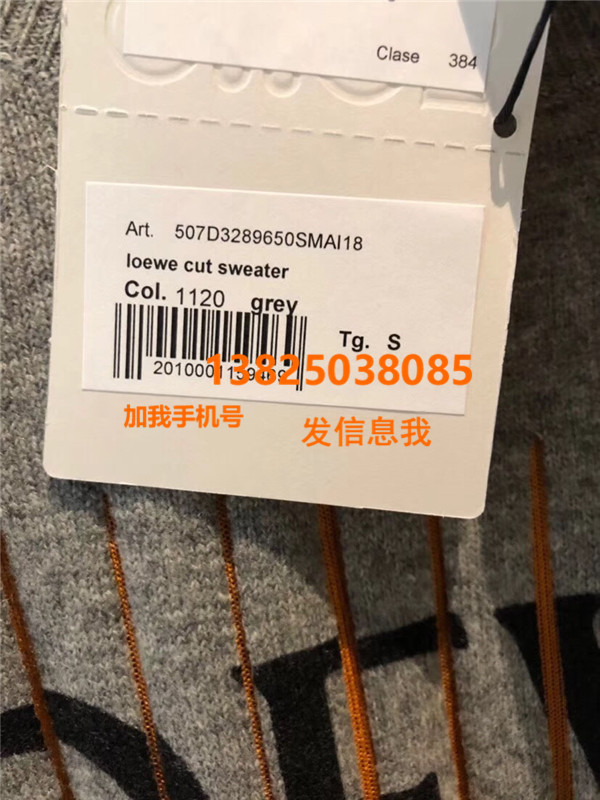 Clase 384
Art. 507D3289650SMAI18
loewe cut sweater
Col. 1120 grey
Tg. S
13825038085
加我手机号 发信息我